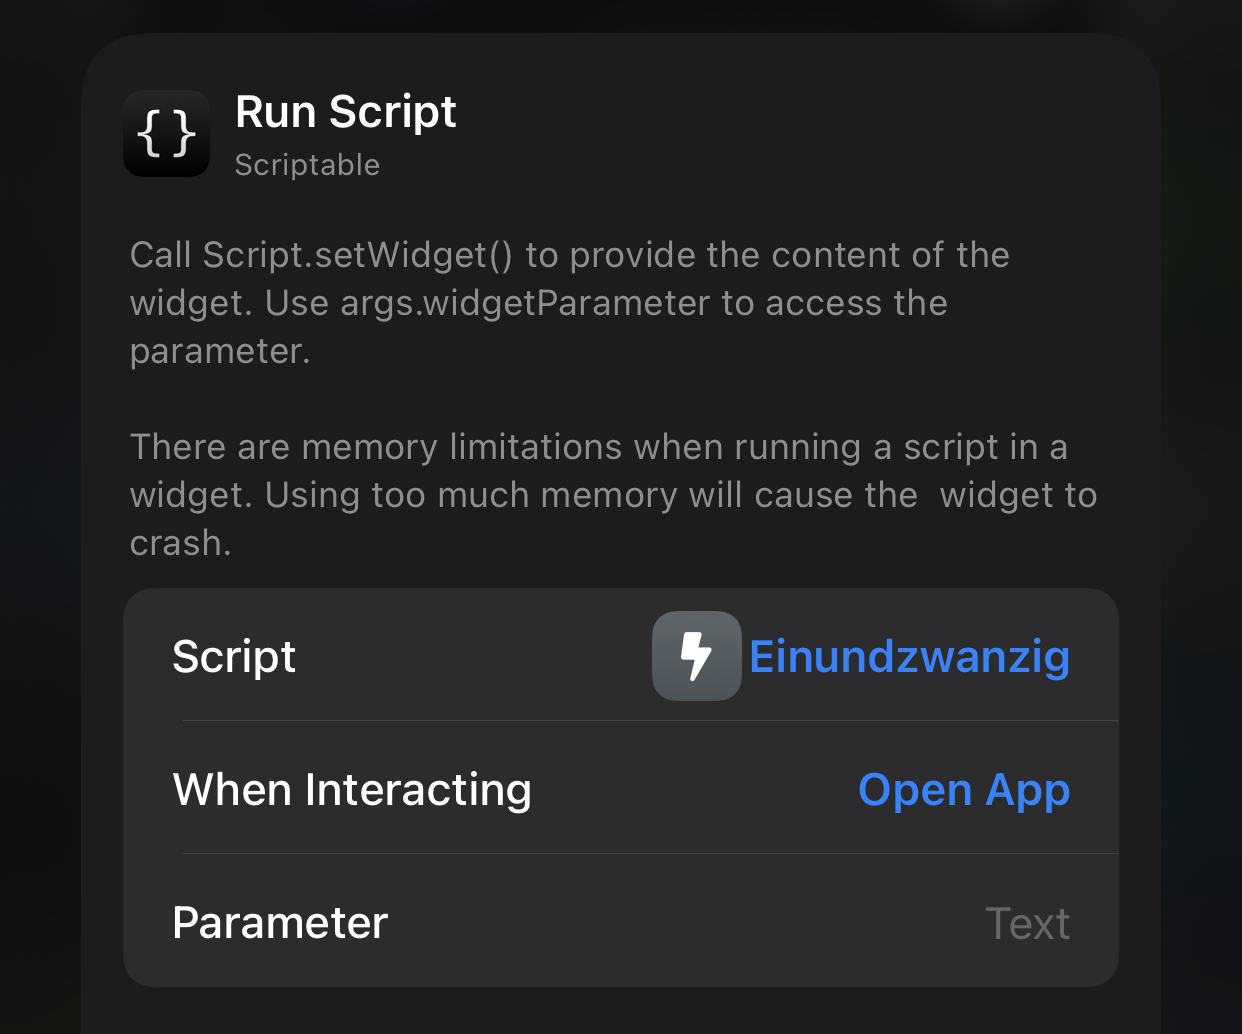 {}
Run Script
Scriptable
Call Script.setWidget() to provide the content of the
widget. Use args.widgetParameter to access the
parameter.
There are memory limitations when running a script in a
widget. Using too much memory will cause the  widget to
crash.
Script Einundzwanzig
When Interacting Open App
Parameter Text